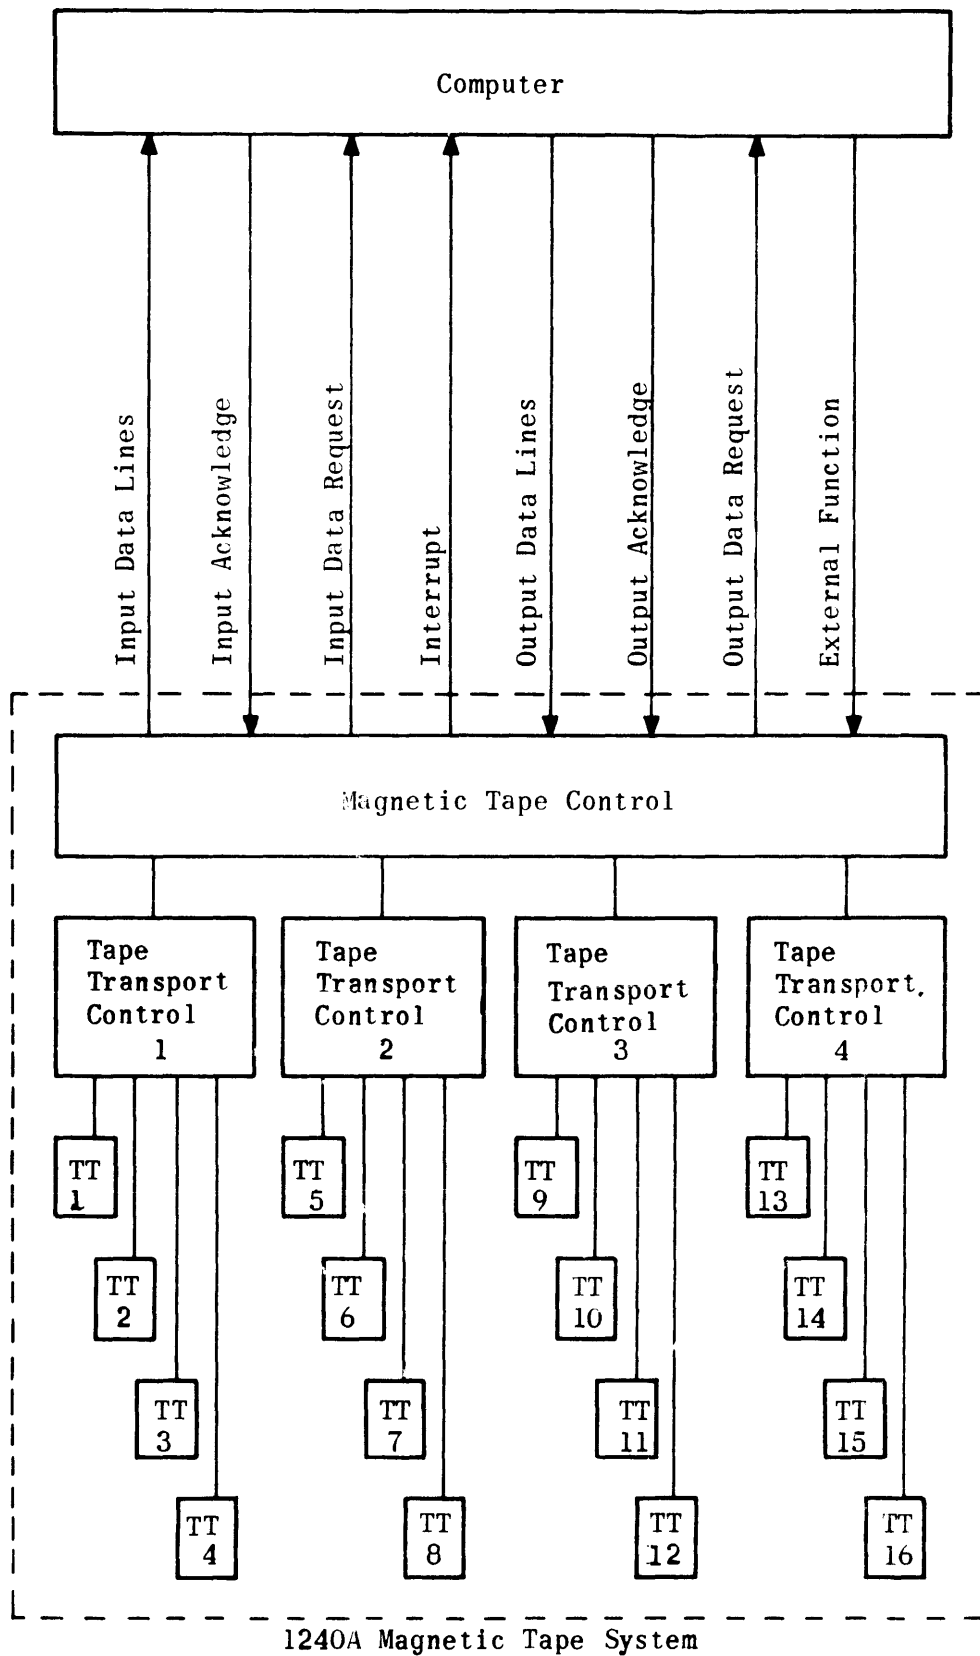 Computer
Input Data Lines
Input Acknowledge
Input Data Request
Interrupt
Output Data Lines
Output Acknowledge
Output Data Request
External Function
Magnetic Tape Control
Tape
Transport
Control
1
Tape
Transport
Control
2
Tape
Transport
Control
3
Tape
Transport.
Control
4
TT
1
TT
5
TT
9
TT
13
TT
2
TT
6
TT
10
TT
14
TT
3
TT
7
TT
11
TT
15
TT
4
TT
8
TT
12
TT
16
1240A Magnetic Tape System